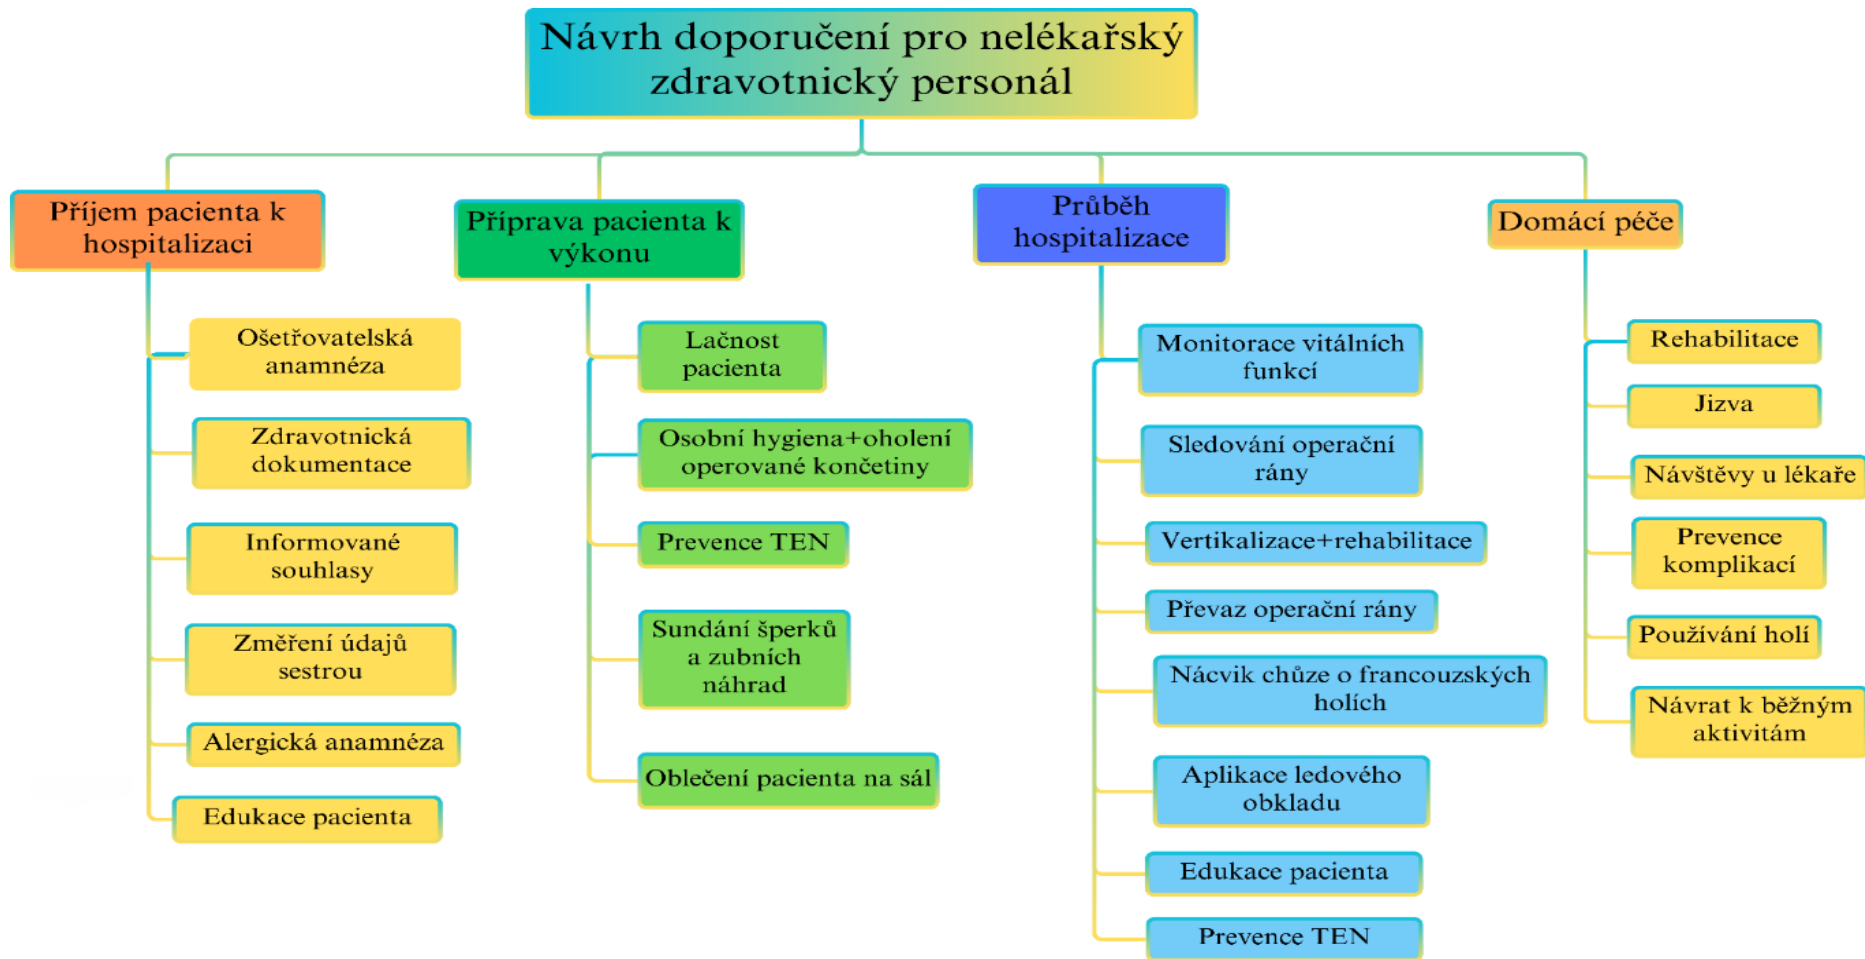 Návrh doporučení pro nelékařský
zdravotnický personál
Příjem pacienta k
hospitalizaci
Ošetřovatelská
anamnéza
Zdravotnická
dokumentace
Informované
souhlasy
Změření údajů
sestrou
Alergická anamnéza
Edukace pacienta
Příprava pacienta k
výkonu
Lačnost
pacienta
Osobní hygiena+oholení
operované končetiny
Prevence TEN
Sundání šperků
a zubních
náhrad
Oblečení pacienta na sál
Průběh
hospitalizace
Monitorace vitálních
funkcí
Sledování operační
rány
Vertikalizace+rehabilitace
Převaz operační rány
Nácvik chůze o francouzských
holích
Aplikace ledového
obkladu
Edukace pacienta
Prevence TEN
Domácí péče
Rehabilitace
Jizva
Návštěvy u lékaře
Prevence
komplikací
Používání holí
Návrat k běžným
aktivitám